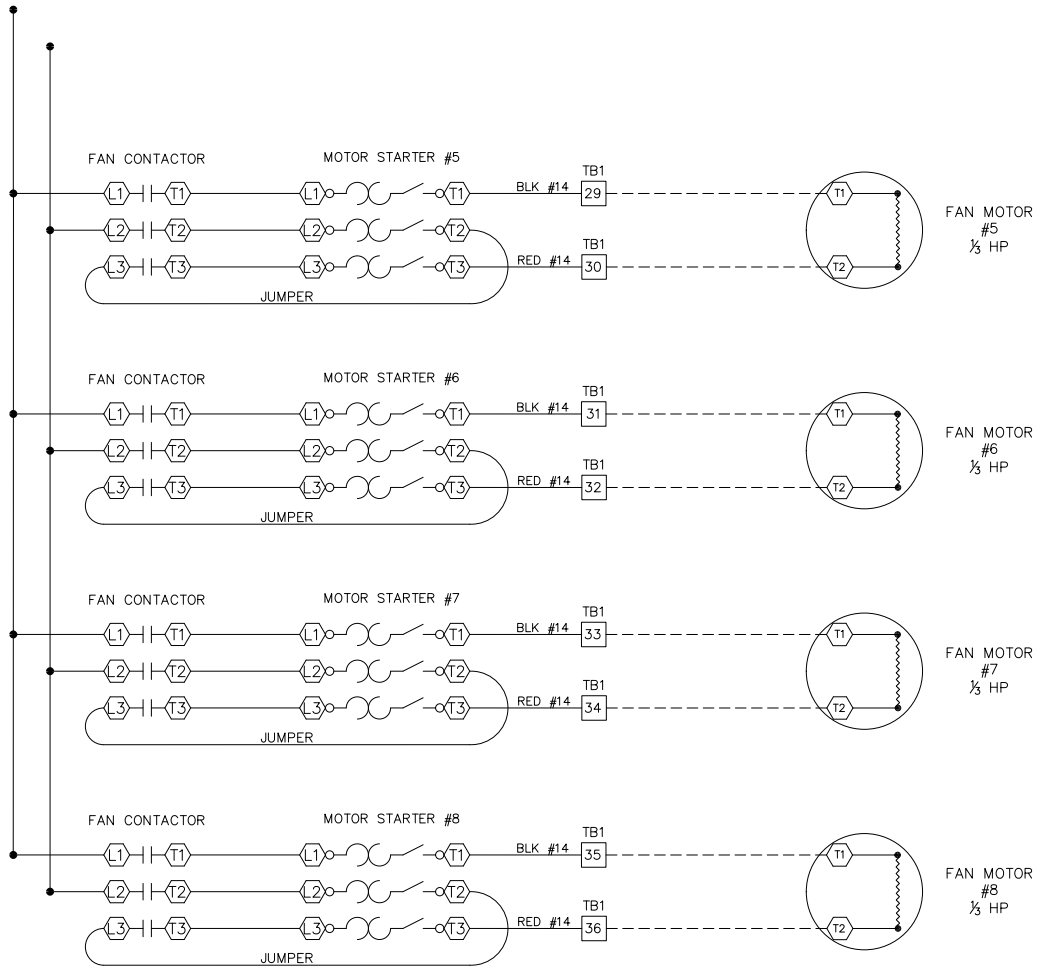 FAN CONTACTOR MOTOR STARTER #5 TB1
L1 T1 L1 T1 BLK #14 29 T1
L2 T2 L2 T2 TB1
L3 T3 L3 T3 RED #14 30 T2
JUMPER
FAN MOTOR
#5
⅓ HP
FAN CONTACTOR MOTOR STARTER #6 TB1
L1 T1 L1 T1 BLK #14 31 T1
L2 T2 L2 T2 TB1
L3 T3 L3 T3 RED #14 32 T2
JUMPER
FAN MOTOR
#6
⅓ HP
FAN CONTACTOR MOTOR STARTER #7 TB1
L1 T1 L1 T1 BLK #14 33 T1
L2 T2 L2 T2 TB1
L3 T3 L3 T3 RED #14 34 T2
JUMPER
FAN MOTOR
#7
⅓ HP
FAN CONTACTOR MOTOR STARTER #8 TB1
L1 T1 L1 T1 BLK #14 35 T1
L2 T2 L2 T2 TB1
L3 T3 L3 T3 RED #14 36 T2
JUMPER
FAN MOTOR
#8
⅓ HP